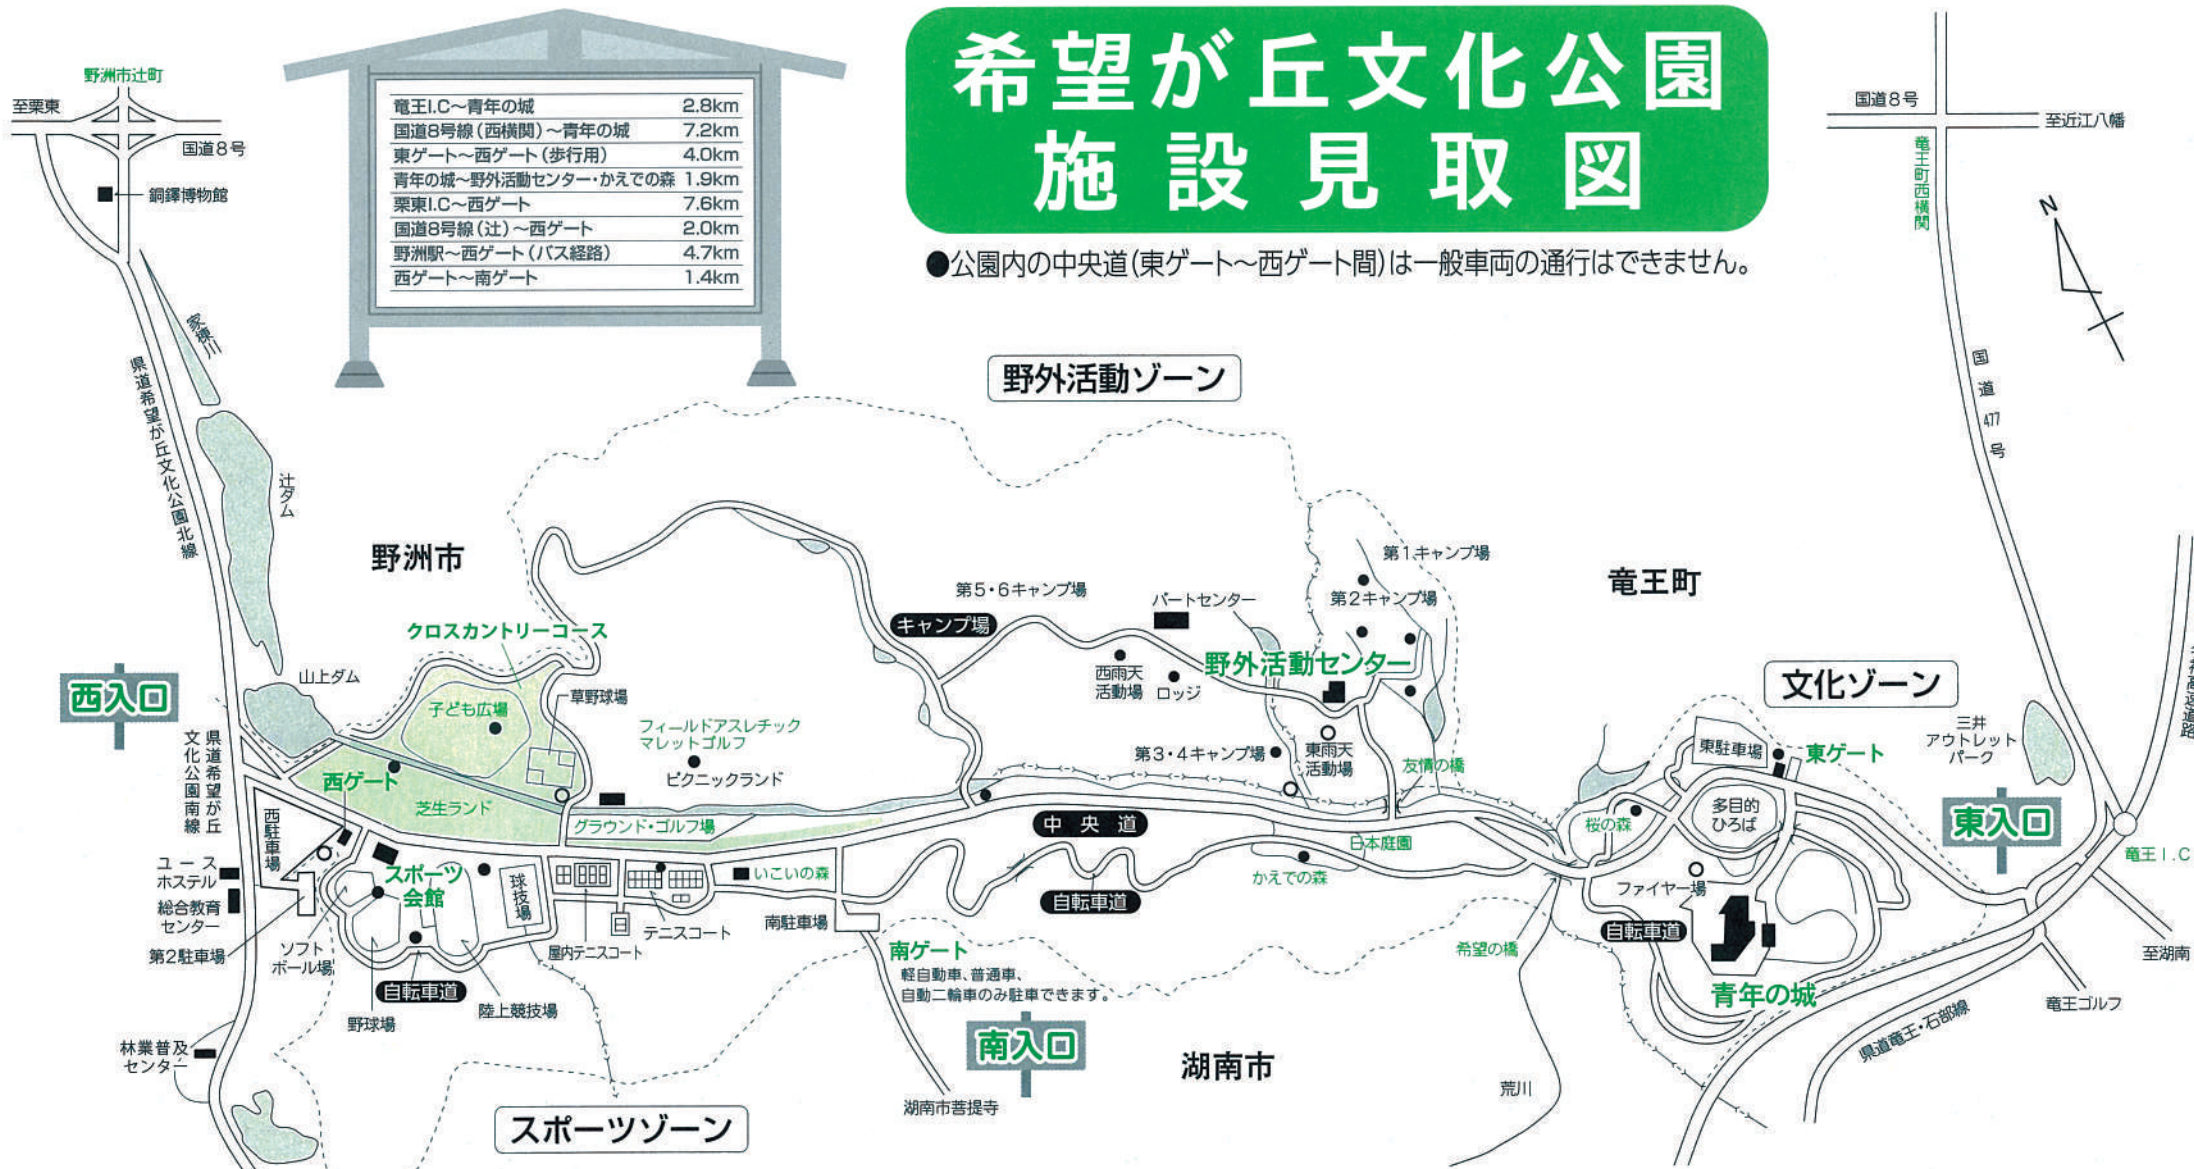 希望が丘文化公園
施設見取図
●公園内の中央道(東ゲート〜西ゲート間)は一般車両の通行はできません。
竜王I.C〜青年の城 2.8km
国道8号線(西横関)〜青年の城 7.2km
東ゲート〜西ゲート(歩行用) 4.0km
青年の城〜野外活動センター・かえでの森 1.9km
栗東I.C〜西ゲート 7.6km
国道8号線(辻)〜西ゲート 2.0km
野洲駅〜西ゲート(バス経路) 4.7km
西ゲート〜南ゲート 1.4km
野洲市辻町
至栗東
国道8号
銅鐸博物館
家棟川
県道希望が丘文化公園北線
辻ダム
野洲市
山上ダム
西入口
県道希望が丘
文化公園南線
西駐車場
ユース
ホステル
総合教育
センター
第2駐車場
林業普及
センター
クロスカントリーコース
子ども広場
草野球場
フィールドアスレチック
マレットゴルフ
ピクニックランド
西ゲート
芝生ランド
グラウンド・ゴルフ場
スポーツ
会館
球技場
ソフト
ボール場
自転車道
野球場
陸上競技場
屋内テニスコート
テニスコート
いこいの森
南駐車場
南ゲート
軽自動車、普通車、
自動二輪車のみ駐車できます。
南入口
湖南市菩提寺
スポーツゾーン
湖南市
野外活動ゾーン
第1キャンプ場
第2キャンプ場
第5・6キャンプ場
キャンプ場
パートセンター
野外活動センター
西雨天
活動場
ロッジ
第3・4キャンプ場
東雨天
活動場
友情の橋
中央道
日本庭園
かえでの森
自転車道
希望の橋
荒川
竜王町
文化ゾーン
東駐車場
東ゲート
多目的
ひろば
桜の森
ファイヤー場
自転車道
青年の城
三井
アウトレット
パーク
東入口
竜王I.C
至湖南
竜王ゴルフ
県道竜王・石部線
国道8号
至近江八幡
竜王町西横関
N
国道477号